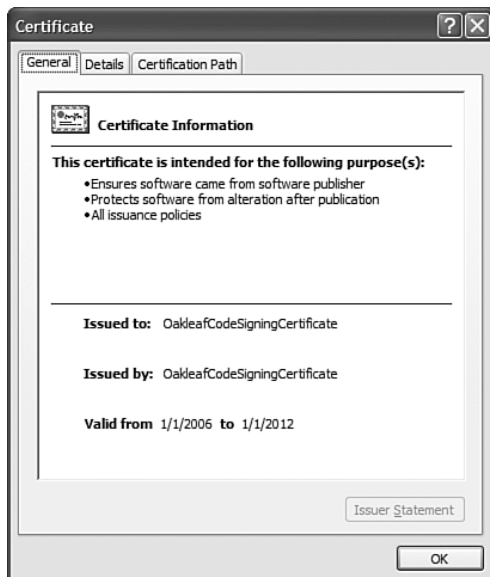 Certificate
General Details Certification Path
Certificate Information
This certificate is intended for the following purpose(s):
•Ensures software came from software publisher
•Protects software from alteration after publication
•All issuance policies
Issued to: OakleafCodeSigningCertificate
Issued by: OakleafCodeSigningCertificate
Valid from 1/1/2006 to 1/1/2012
Issuer Statement
OK